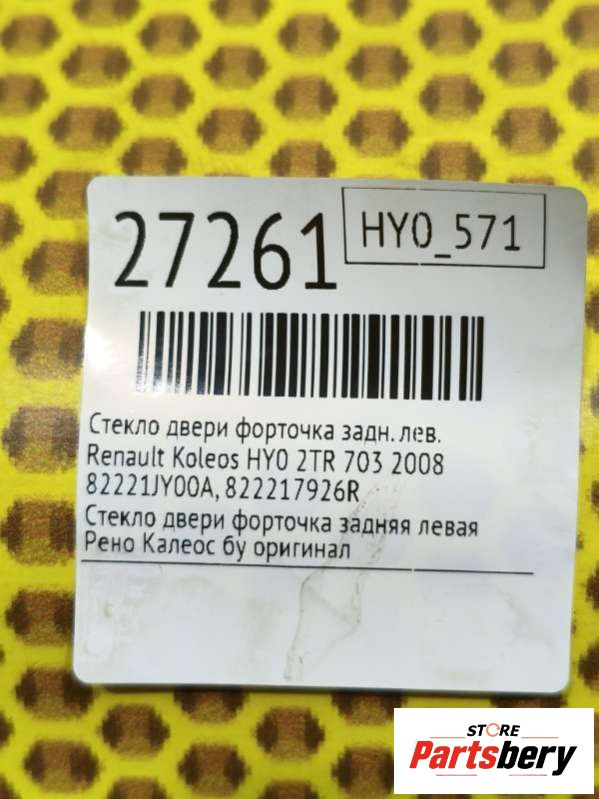 27261
HY0_571
Стекло двери форточка задн. лев.
Renault Koleos HY0 2TR 703 2008
82221JY00A, 822217926R
Стекло двери форточка задняя левая
Рено Калеос бу оригинал
STORE
Partsbery